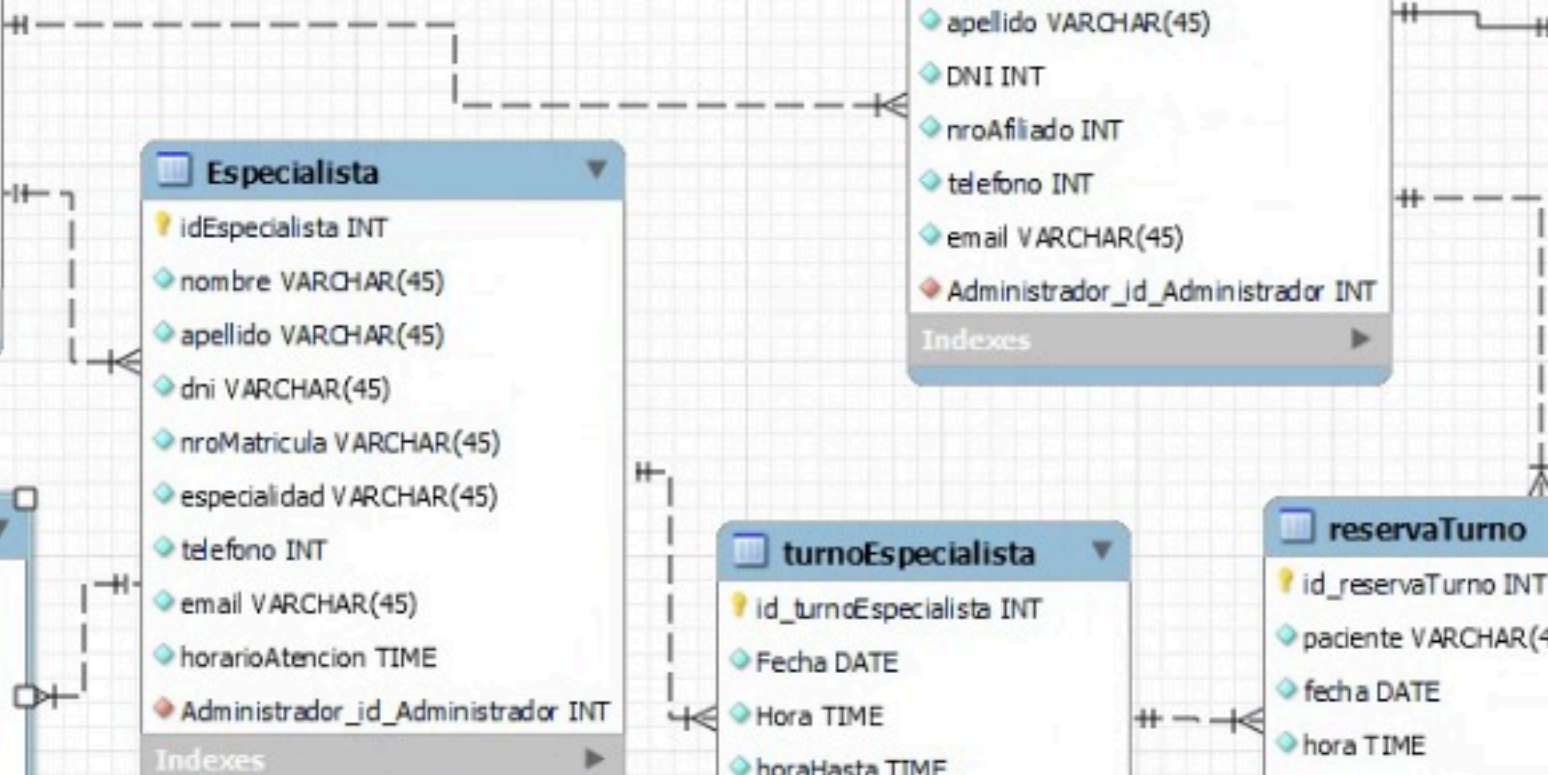 apellido VARCHAR(45)
DNI INT
nroAfiliado INT
telefono INT
email VARCHAR(45)
Administrador_id_Administrador INT
Indexes
Especialista
idEspecialista INT
nombre VARCHAR(45)
apellido VARCHAR(45)
dni VARCHAR(45)
nroMatricula VARCHAR(45)
especialidad VARCHAR(45)
telefono INT
email VARCHAR(45)
horarioAtencion TIME
Administrador_id_Administrador INT
Indexes
turnoEspecialista
id_turnoEspecialista INT
Fecha DATE
Hora TIME
horaHasta TIME
reservaTurno
id_reservaTurno INT
paciente VARCHAR(4
fecha DATE
hora TIME